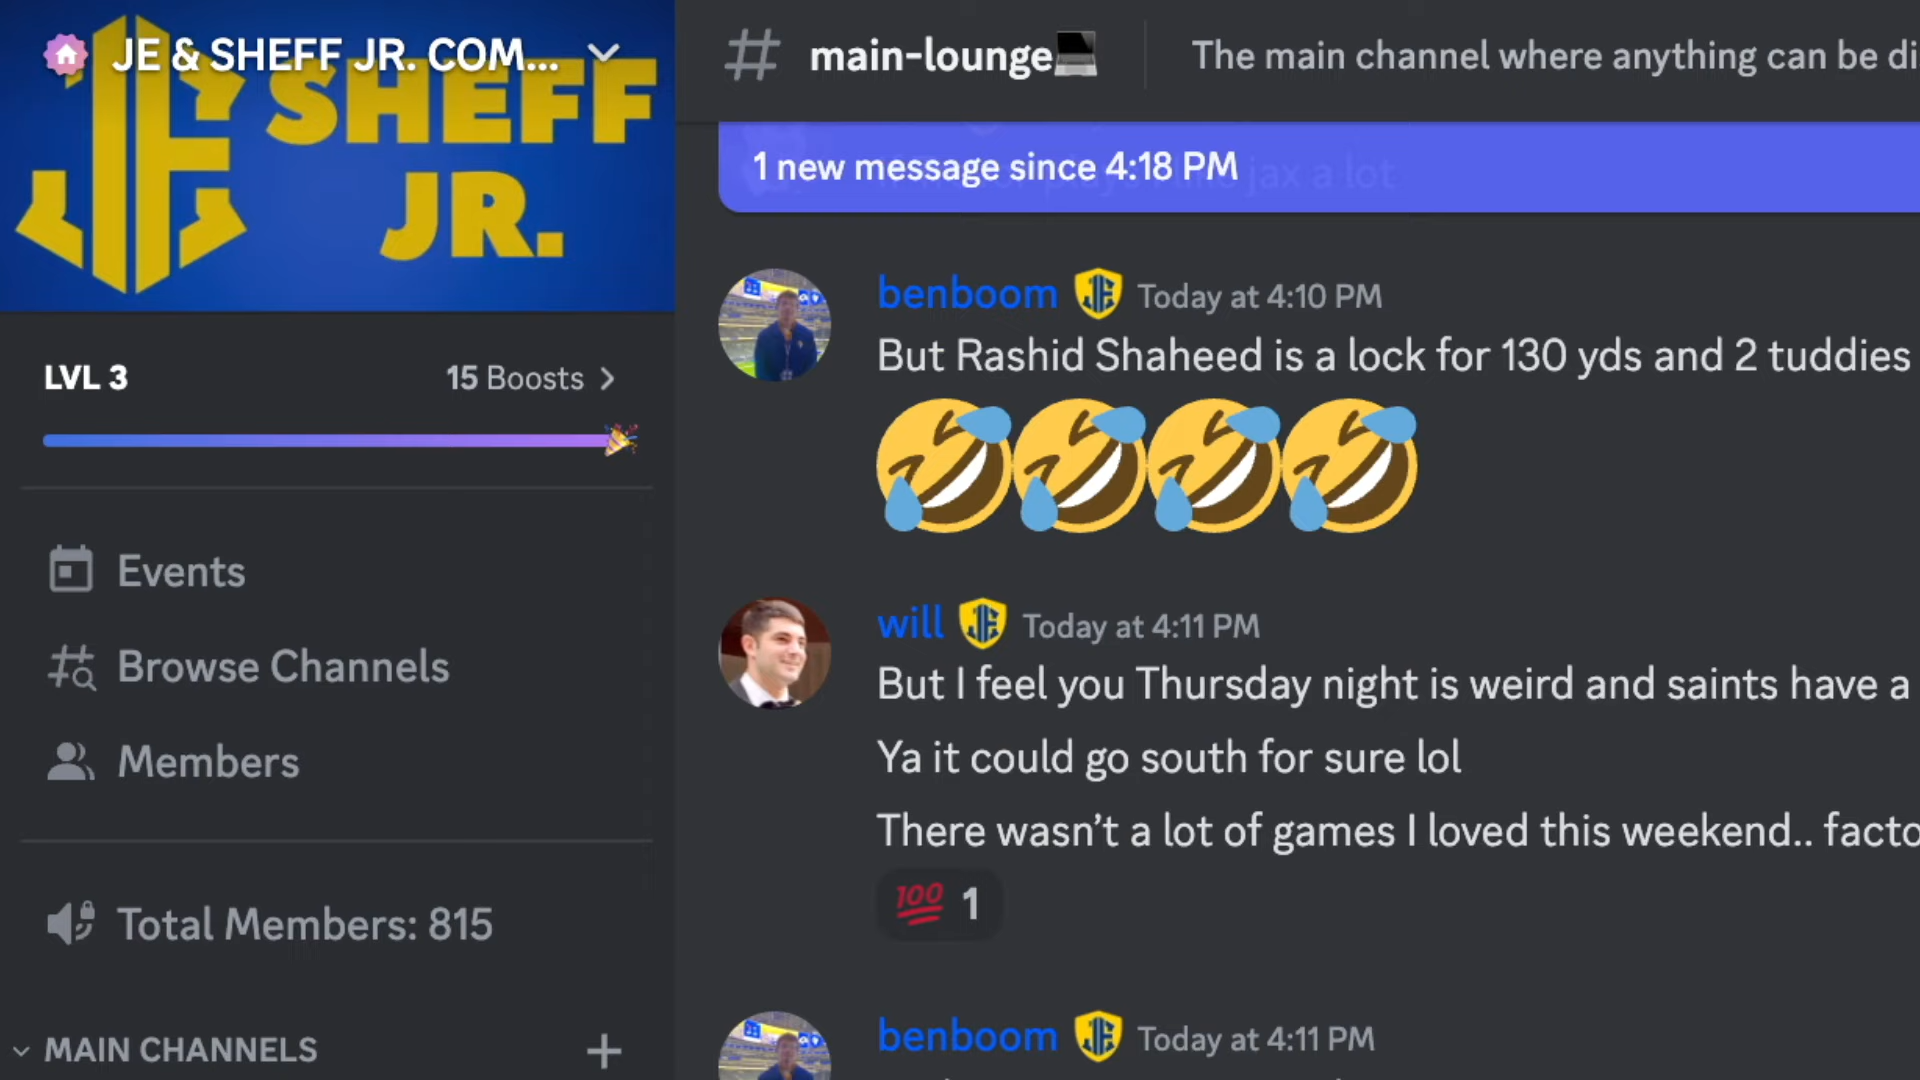 JE & SHEFF JR. COM...
SHEFF
JR.
LVL 3
15 Boosts
Events
Browse Channels
Members
Total Members: 815
MAIN CHANNELS
main-lounge
The main channel where anything can be di
1 new message since 4:18 PM
jax a lot
benboom Today at 4:10 PM
But Rashid Shaheed is a lock for 130 yds and 2 tuddies
will Today at 4:11 PM
But I feel you Thursday night is weird and saints have a
Ya it could go south for sure lol
There wasn't a lot of games I loved this weekend.. facto
100 1
benboom Today at 4:11 PM